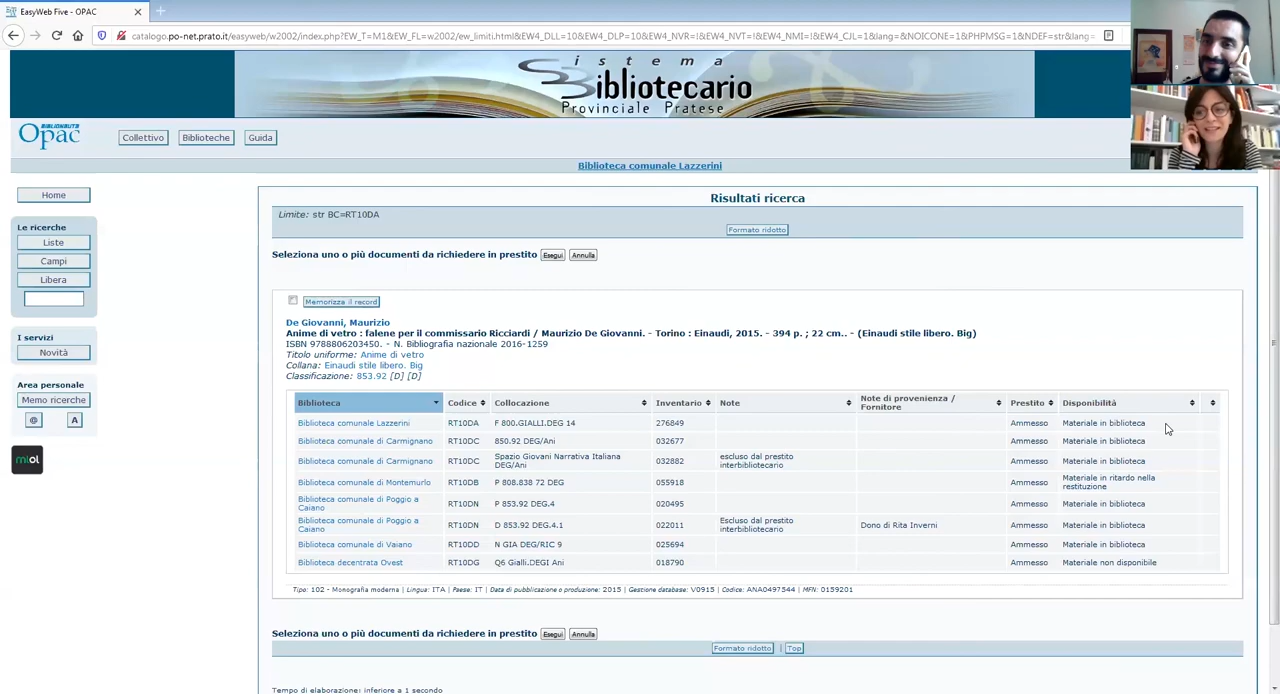 EasyWeb Five - OPAC
catalogo.po-net.prato.it/easyweb/w2002/index.php?EW_T=M1&EW_FL=w2002/ew_limiti.html&EW4_DLL=10&EW4_DLP=10&EW4_NVR=!&EW4_NVT=!&EW4_NMI=!&EW4_CJL=1&lang=&NOICONE=1&PHPMSG=1&NDEF=str&lang=
Sistema
Bibliotecario
Provinciale Pratese
Opac
Collettivo Biblioteche Guida
Biblioteca comunale Lazzerini
Home
Le ricerche
Liste
Campi
Libera
I servizi
Novità
Area personale
Memo ricerche
@ A
mlol
Risultati ricerca
Limite: str BC=RT10DA
Formato ridotto
Seleziona uno o più documenti da richiedere in prestito Esegui Annulla
Memorizza il record
De Giovanni, Maurizio
Anime di vetro : falene per il commissario Ricciardi / Maurizio De Giovanni. - Torino : Einaudi, 2015. - 394 p. ; 22 cm.. - (Einaudi stile libero. Big)
ISBN 9788806203450. - N. Bibliografia nazionale 2016-1259
Titolo uniforme: Anime di vetro
Collana: Einaudi stile libero. Big
Classificazione: 853.92 [D] [D]
Biblioteca Codice Collocazione Inventario Note Note di provenienza / Fornitore Prestito Disponibilità
Biblioteca comunale Lazzerini RT10DA F 800.GIALLI.DEG 14 276849 Ammesso Materiale in biblioteca
Biblioteca comunale di Carmignano RT10DC 850.92 DEG/Ani 032677 Ammesso Materiale in biblioteca
Biblioteca comunale di Carmignano RT10DC Spazio Giovani Narrativa Italiana DEG/Ani 032882 escluso dal prestito interbibliotecario Ammesso Materiale in biblioteca
Biblioteca comunale di Montemurlo RT10DB P 808.838 72 DEG 055918 Ammesso Materiale in ritardo nella restituzione
Biblioteca comunale di Poggio a Caiano RT10DN P 853.92 DEG.4 020495 Ammesso Materiale in biblioteca
Biblioteca comunale di Poggio a Caiano RT10DN D 853.92 DEG.4.1 022011 Escluso dal prestito interbibliotecario Dono di Rita Inverni Ammesso Materiale in biblioteca
Biblioteca comunale di Vaiano RT10DD N GIA DEG/RIC 9 025694 Ammesso Materiale in biblioteca
Biblioteca decentrata Ovest RT10DG Q6 Gialli.DEGI Ani 018790 Ammesso Materiale non disponibile
Tipo: 102 - Monografia moderna | Lingua: ITA | Paese: IT | Data di pubblicazione o produzione: 2015 | Gestione database: V0915 | Codice: ANA0497544 | MFN: 0159201
Seleziona uno o più documenti da richiedere in prestito Esegui Annulla
Formato ridotto | Top
Tempo di elaborazione: inferiore a 1 secondo